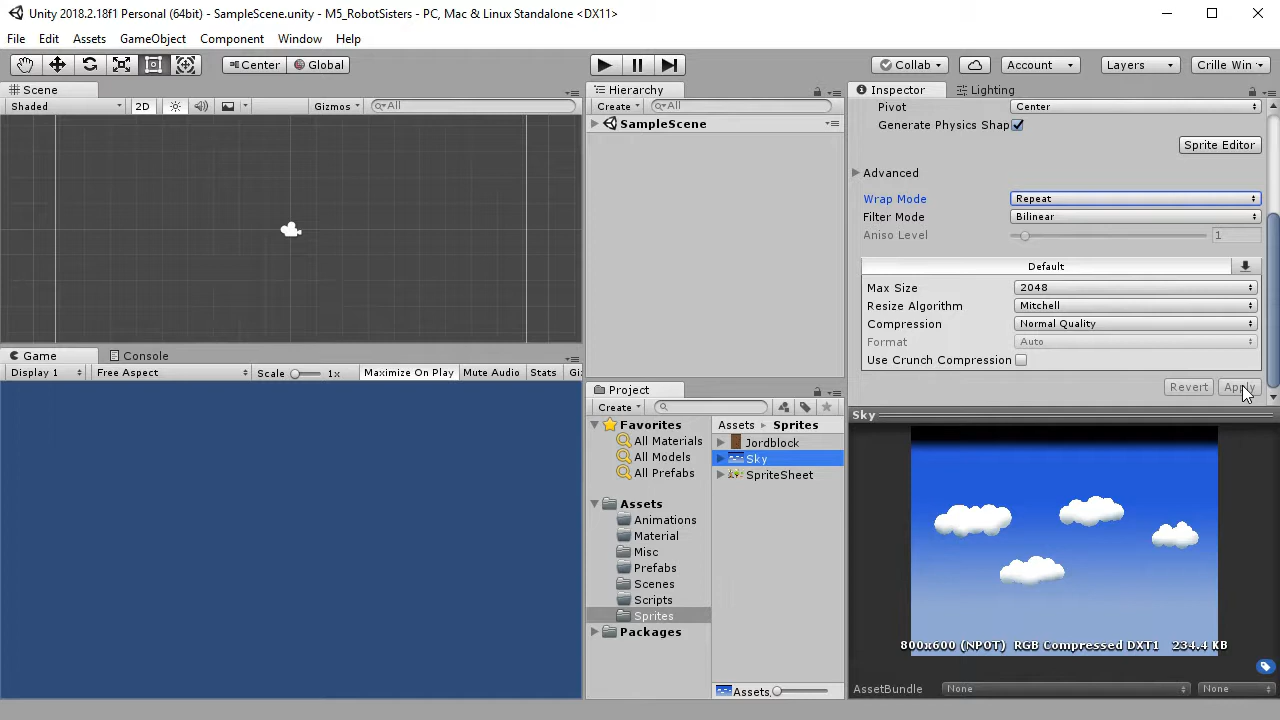 Unity 2018.2.18f1 Personal (64bit) - SampleScene.unity - M5_RobotSisters - PC, Mac & Linux Standalone <DX11>
File Edit Assets GameObject Component Window Help
Center Global Collab Account Layers Crille Win
Scene
Shaded 2D Gizmos All
Game Console
Display 1 Free Aspect Scale 1x Maximize On Play Mute Audio Stats Gi
Hierarchy
Create All
SampleScene
Project
Create
Favorites
All Materials
All Models
All Prefabs
Assets
Animations
Material
Misc
Prefabs
Scenes
Scripts
Sprites
Packages
Assets Sprites
Jordblock
Sky
SpriteSheet
Assets
Inspector Lighting
Pivot Center
Generate Physics Shap
Sprite Editor
Advanced
Wrap Mode Repeat
Filter Mode Bilinear
Aniso Level 1
Default
Max Size 2048
Resize Algorithm Mitchell
Compression Normal Quality
Format Auto
Use Crunch Compression
Revert Apply
Sky
800x600 (NPOT) RGB Compressed DXT1 234.4 KB
AssetBundle None None